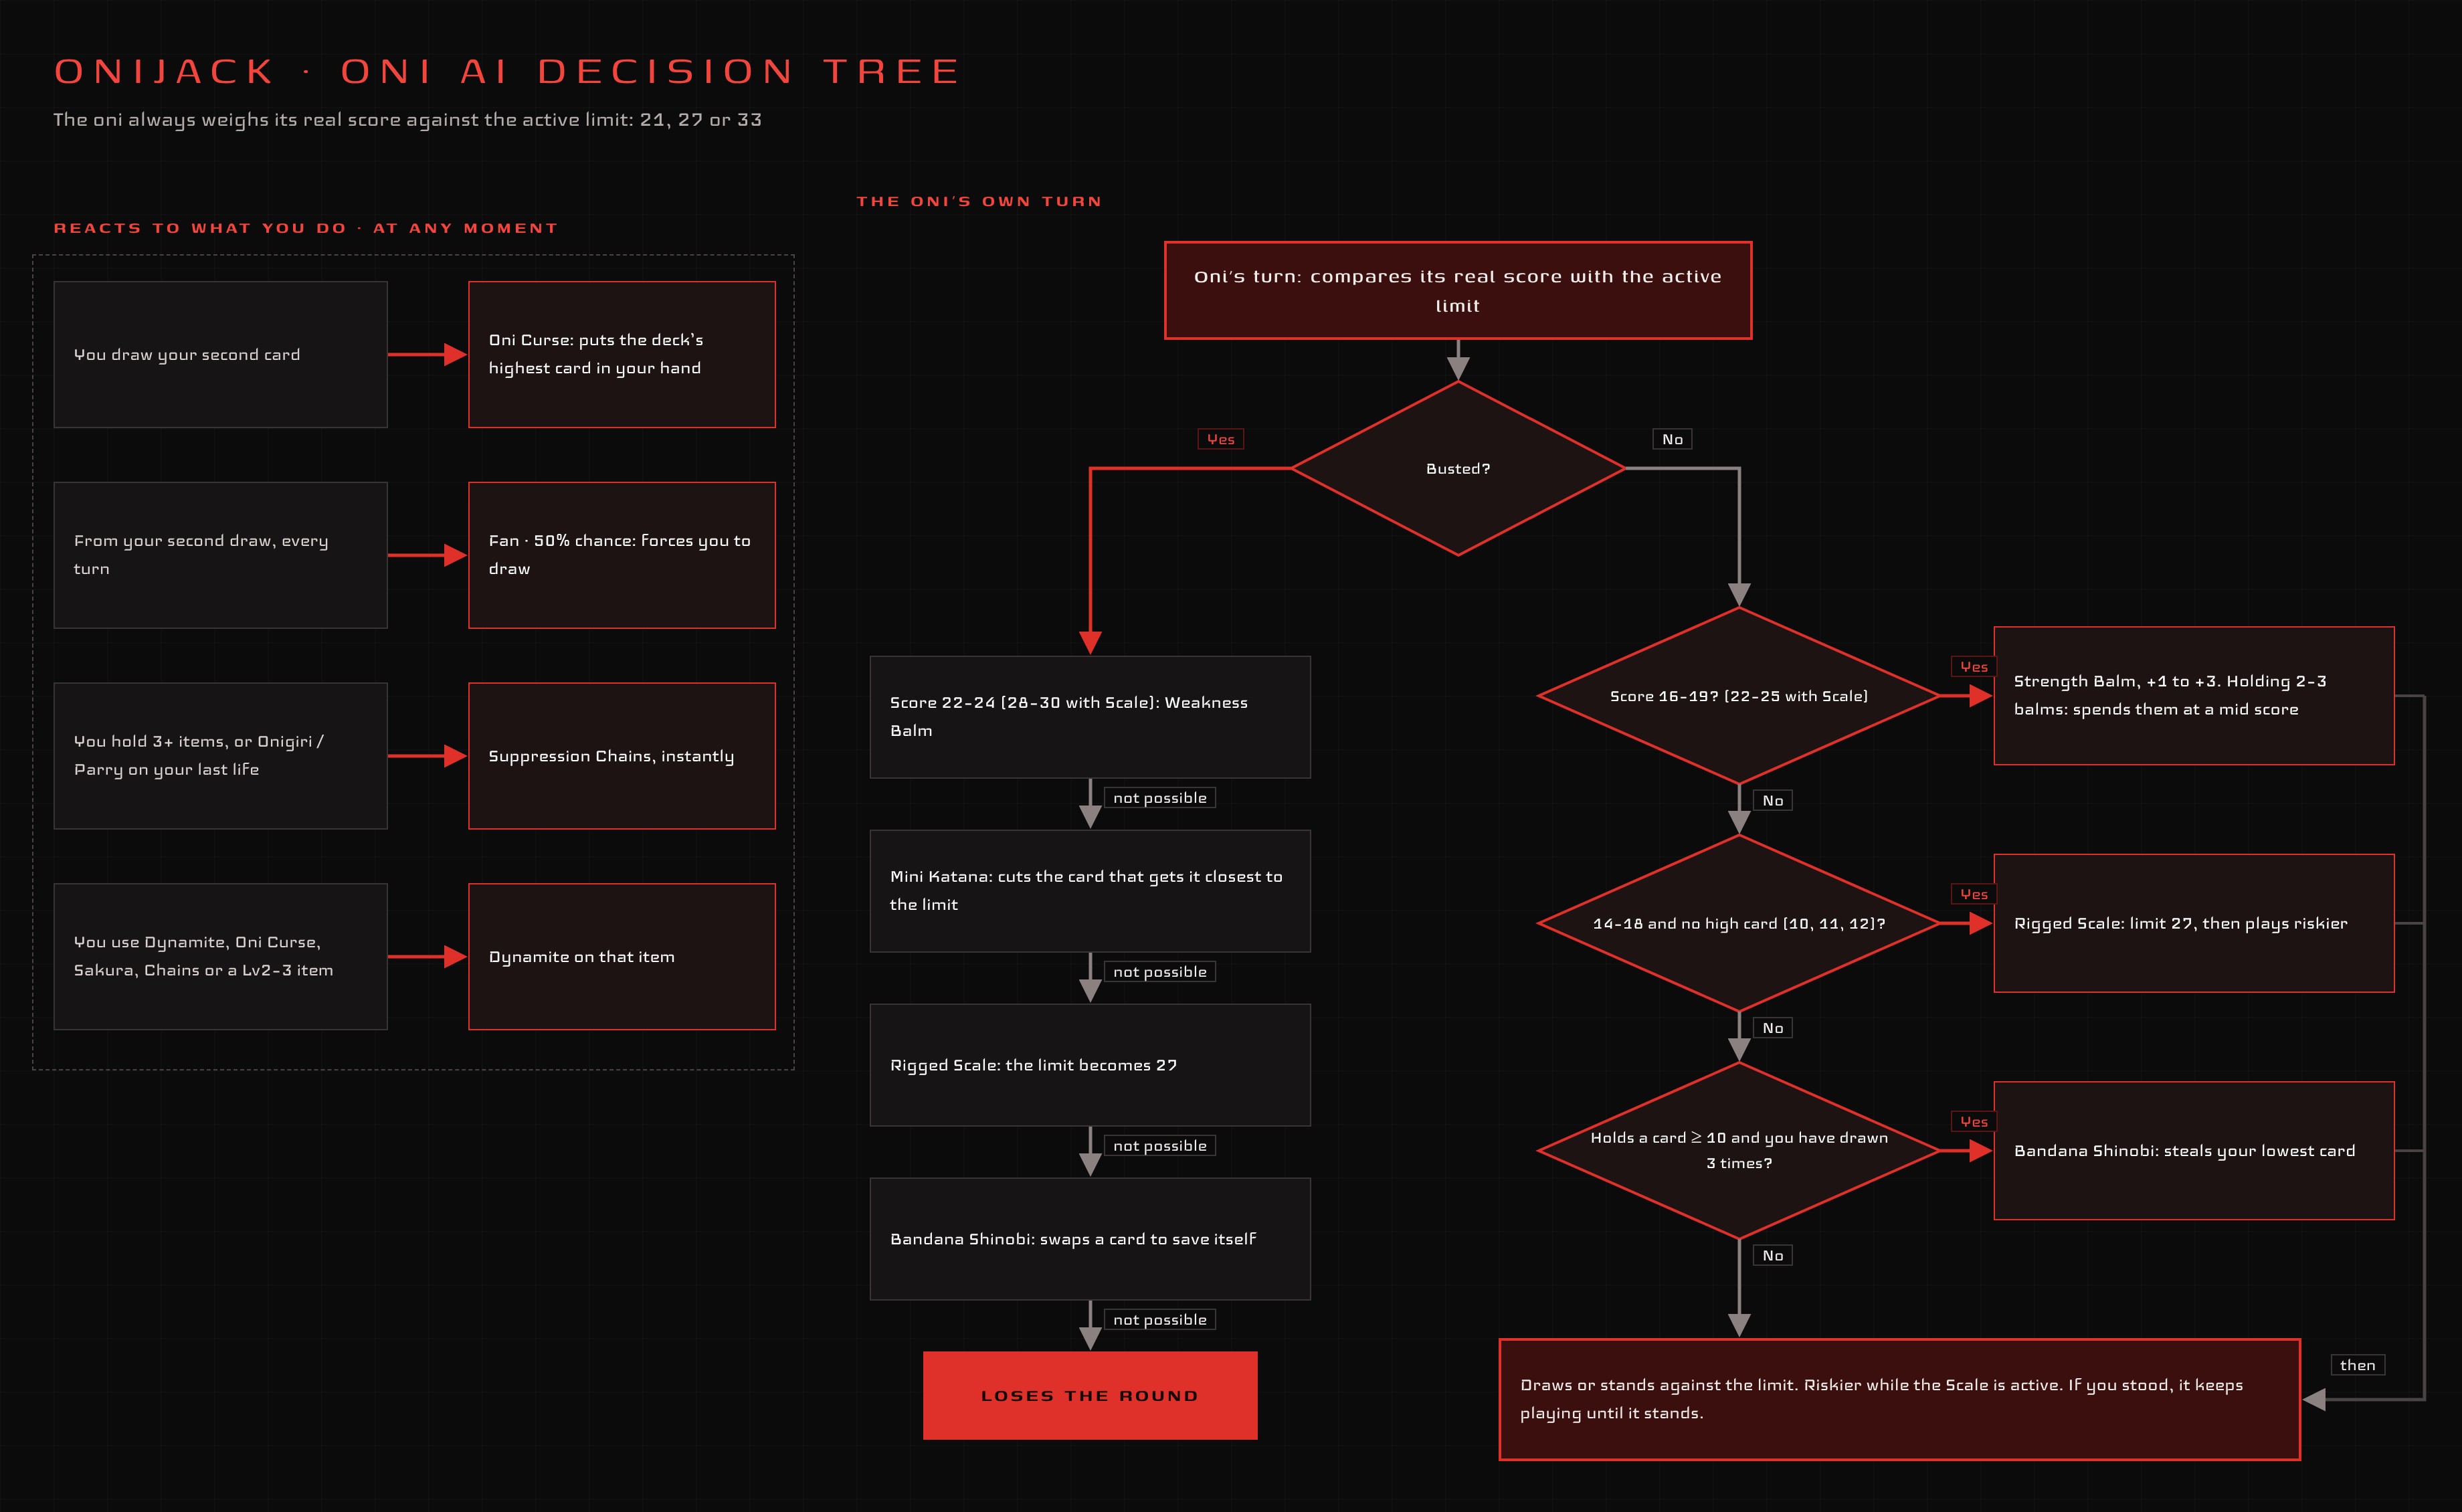 ONIJACK · ONI AI DECISION TREE
The oni always weighs its real score against the active limit: 21, 27 or 33
REACTS TO WHAT YOU DO · AT ANY MOMENT
You draw your second card
Oni Curse: puts the deck's
highest card in your hand
From your second draw, every
turn
Fan · 50% chance: forces you to
draw
You hold 3+ items, or Onigiri /
Parry on your last life
Suppression Chains, instantly
You use Dynamite, Oni Curse,
Sakura, Chains or a Lv2-3 item
Dynamite on that item
THE ONI'S OWN TURN
Oni's turn: compares its real score with the active
limit
Busted?
Yes
No
Score 22-24 (28-30 with Scale): Weakness
Balm
not possible
Mini Katana: cuts the card that gets it closest to
the limit
not possible
Rigged Scale: the limit becomes 27
not possible
Bandana Shinobi: swaps a card to save itself
not possible
LOSES THE ROUND
Score 16-19? (22-25 with Scale)
Yes
Strength Balm, +1 to +3. Holding 2-3
balms: spends them at a mid score
No
14-18 and no high card (10, 11, 12)?
Yes
Rigged Scale: limit 27, then plays riskier
No
Holds a card ≥ 10 and you have drawn
3 times?
Yes
Bandana Shinobi: steals your lowest card
No
then
Draws or stands against the limit. Riskier while the Scale is active. If you stood, it keeps
playing until it stands.